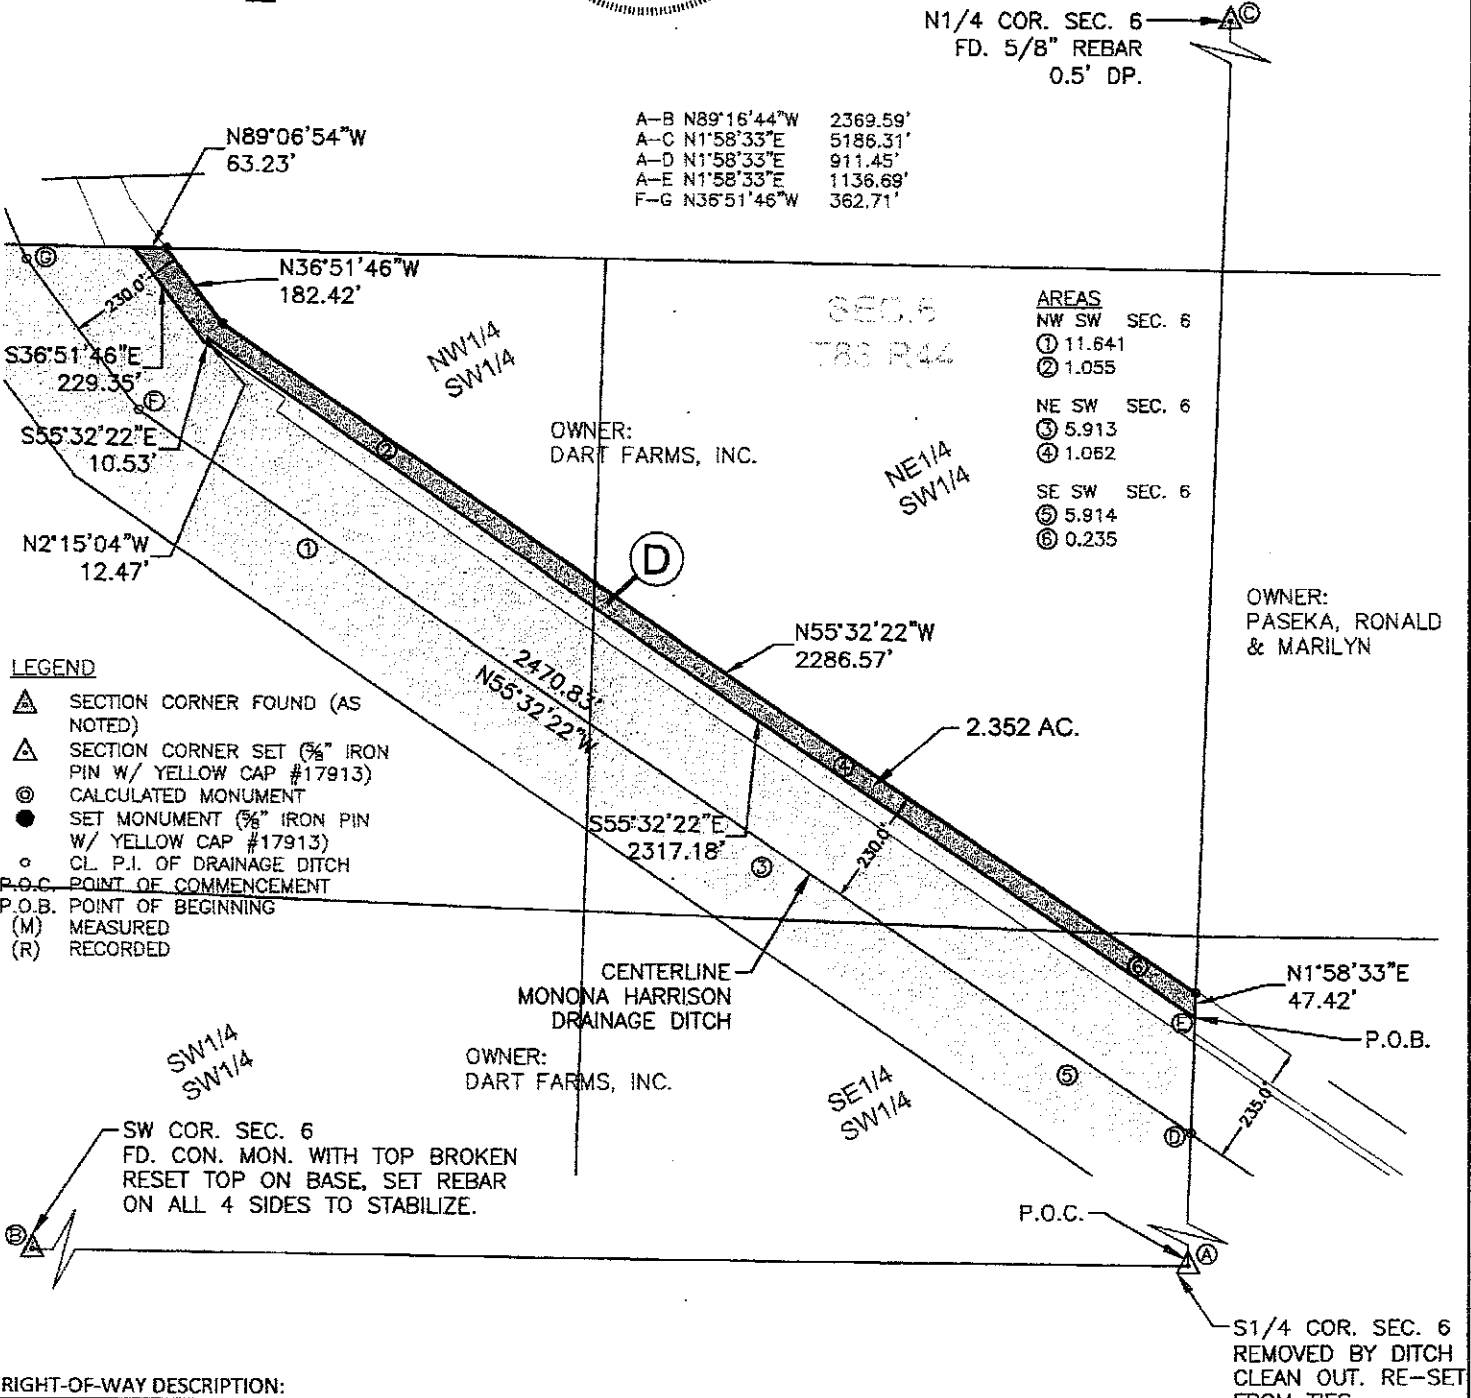 N1/4 COR. SEC. 6
FD. 5/8" REBAR
0.5' DP.
C
A-B N89°16'44"W 2369.59'
A-C N1°58'33"E 5186.31'
A-D N1°58'33"E 911.45'
A-E N1°58'33"E 1136.69'
F-G N36°51'46"W 362.71'
N89°06'54"W
63.23'
G
N36°51'46"W
182.42'
230.0'
S36°51'46"E
229.35'
F
S55°32'22"E
10.53'
N2°15'04"W
12.47'
NW1/4
SW1/4
SEC.6
T83 R44
AREAS
NW SW SEC. 6
① 11.641
② 1.055
NE SW SEC. 6
③ 5.913
④ 1.062
SE SW SEC. 6
⑤ 5.914
⑥ 0.235
OWNER:
DART FARMS, INC.
NE1/4
SW1/4
②
①
D
OWNER:
PASEKA, RONALD
& MARILYN
N55°32'22"W
2286.57'
2470.83'
N55°32'22"W
2.352 AC.
④
S55°32'22"E
2317.18'
③
230.0'
LEGEND
SECTION CORNER FOUND (AS
NOTED)
SECTION CORNER SET (⅝" IRON
PIN W/ YELLOW CAP #17913)
CALCULATED MONUMENT
SET MONUMENT (⅝" IRON PIN
W/ YELLOW CAP #17913)
CL P.I. OF DRAINAGE DITCH
P.O.C. POINT OF COMMENCEMENT
P.O.B. POINT OF BEGINNING
(M) MEASURED
(R) RECORDED
CENTERLINE
MONONA HARRISON
DRAINAGE DITCH
⑥
N1°58'33"E
47.42'
E
P.O.B.
SW1/4
SW1/4
OWNER:
DART FARMS, INC.
SE1/4
SW1/4
⑤
D
235.0'
SW COR. SEC. 6
FD. CON. MON. WITH TOP BROKEN
RESET TOP ON BASE, SET REBAR
ON ALL 4 SIDES TO STABILIZE.
B
P.O.C.
A
S1/4 COR. SEC. 6
REMOVED BY DITCH
CLEAN OUT. RE-SET
FROM TIES
RIGHT-OF-WAY DESCRIPTION: